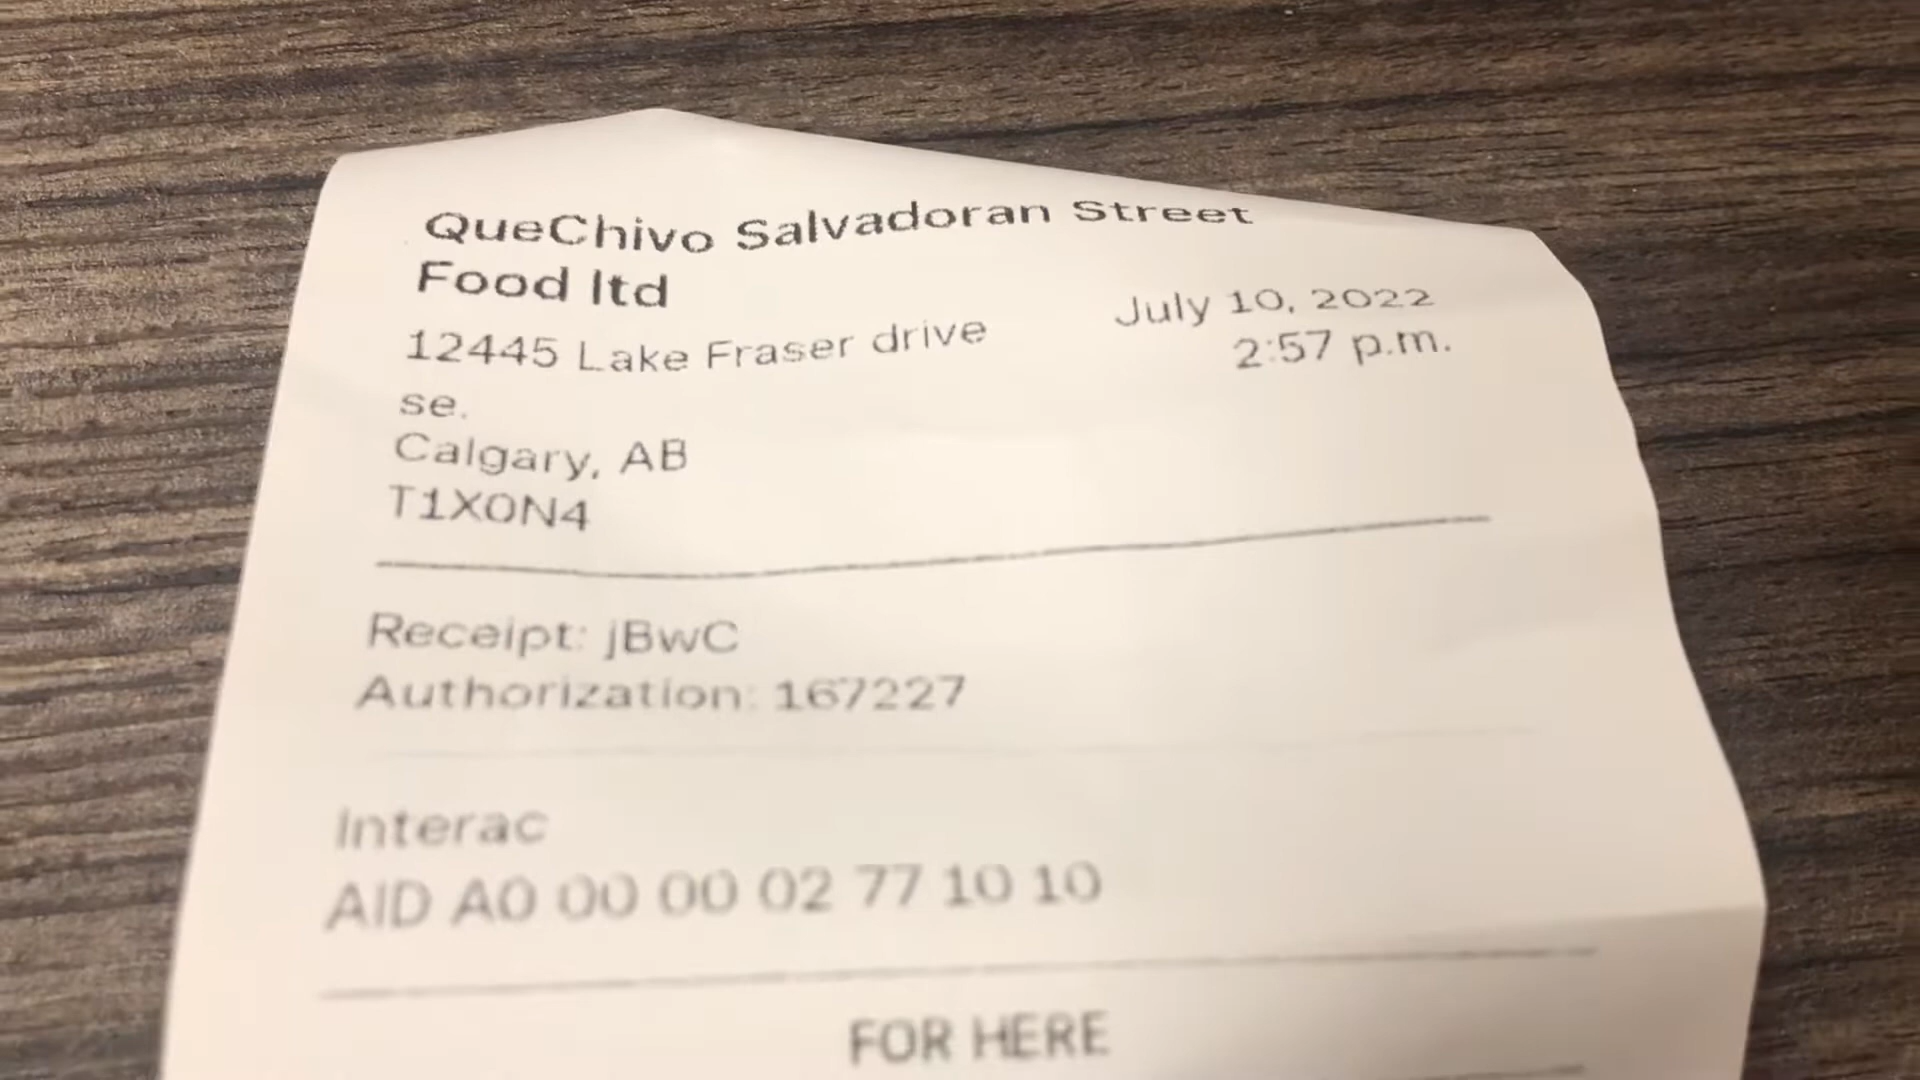 QueChivo Salvadoran Street
Food ltd
July 10, 2022
12445 Lake Fraser drive
2:57 p.m.
se.
Calgary, AB
T1X0N4
Receipt: jBwC
Authorization: 167227
Interac
AID A0 00 00 02 77 10 10
FOR HERE